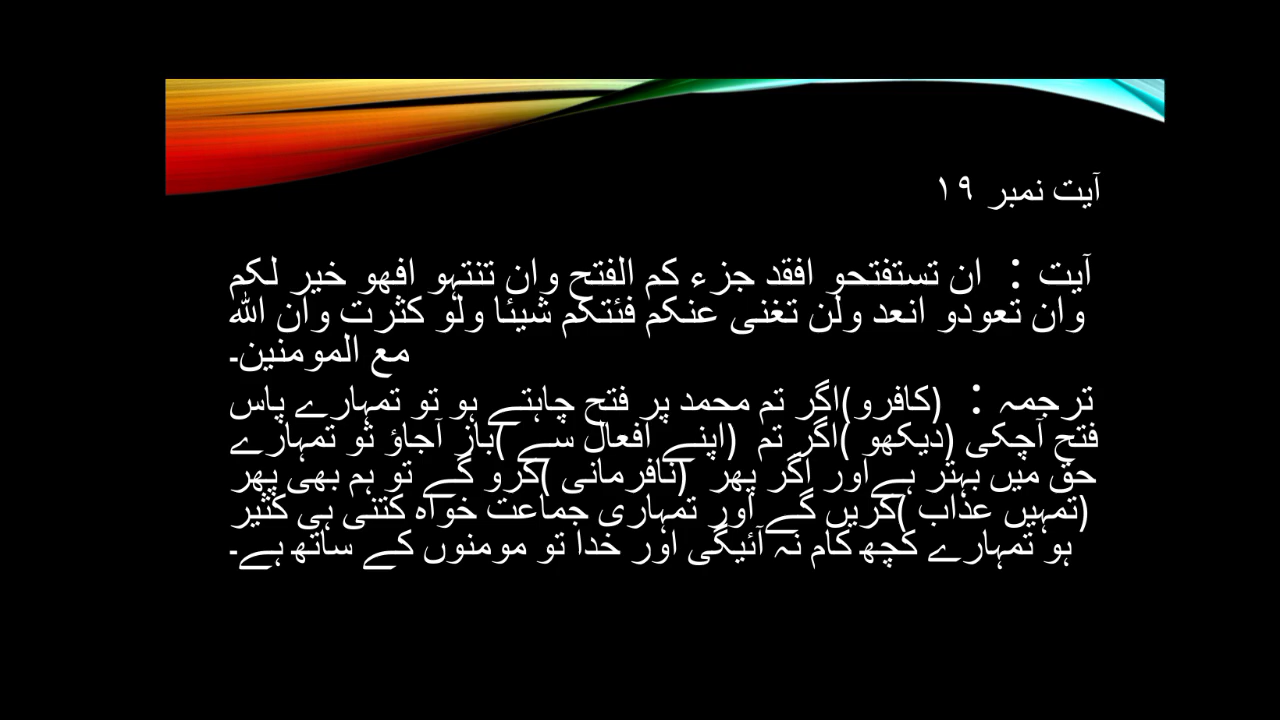 آیت نمبر ۱۹
آیت : ان تستفتحو افقد جزء کم الفتح وان تنتہو افھو خیر لکم
وان تعودو انعد ولن تغنی عنکم فئتکم شیئا ولو کثرت وان الله
مع المومنین۔
ترجمہ : (کافرو)اگر تم محمد پر فتح چاہتے ہو تو تمہارے پاس
فتح آچکی (دیکھو )اگر تم (اپنے افعال سے )باز آجاؤ تو تمہارے
حق میں بہتر ہےاور اگر پھر (نافرمانی )کرو گے تو ہم بھی پھر
(تمہیں عذاب )کریں گے اور تمہاری جماعت خواہ کتنی ہی کثیر
ہو تمہارے کچھ کام نہ آئیگی اور خدا تو مومنوں کے ساتھ ہے۔